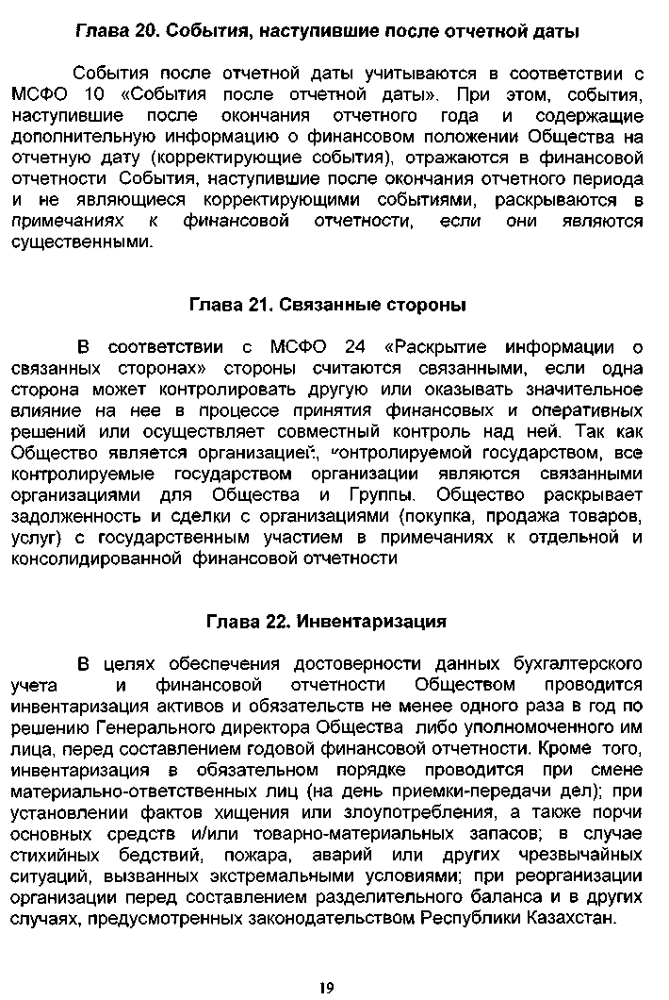 Глава 20. События, наступившие после отчетной даты
События после отчетной даты учитываются в соответствии с
МСФО 10 «События после отчетной даты». При этом, события,
наступившие после окончания отчетного года и содержащие
дополнительную информацию о финансовом положении Общества на
отчетную дату (корректирующие события), отражаются в финансовой
отчетности События, наступившие после окончания отчетного периода
и не являющиеся корректирующими событиями, раскрываются в
примечаниях к финансовой отчетности, если они являются
существенными.
Глава 21. Связанные стороны
В соответствии с МСФО 24 «Раскрытие информации о
связанных сторонах» стороны считаются связанными, если одна
сторона может контролировать другую или оказывать значительное
влияние на нее в процессе принятия финансовых и оперативных
решений или осуществляет совместный контроль над ней. Так как
Общество является организацией, контролируемой государством, все
контролируемые государством организации являются связанными
организациями для Общества и Группы. Общество раскрывает
задолженность и сделки с организациями (покупка, продажа товаров,
услуг) с государственным участием в примечаниях к отдельной и
консолидированной финансовой отчетности
Глава 22. Инвентаризация
В целях обеспечения достоверности данных бухгалтерского
учета и финансовой отчетности Обществом проводится
инвентаризация активов и обязательств не менее одного раза в год по
решению Генерального директора Общества либо уполномоченного им
лица, перед составлением годовой финансовой отчетности. Кроме того,
инвентаризация в обязательном порядке проводится при смене
материально-ответственных лиц (на день приемки-передачи дел); при
установлении фактов хищения или злоупотребления, а также порчи
основных средств и/или товарно-материальных запасов; в случае
стихийных бедствий, пожара, аварий или других чрезвычайных
ситуаций, вызванных экстремальными условиями; при реорганизации
организации перед составлением разделительного баланса и в других
случаях, предусмотренных законодательством Республики Казахстан.
19